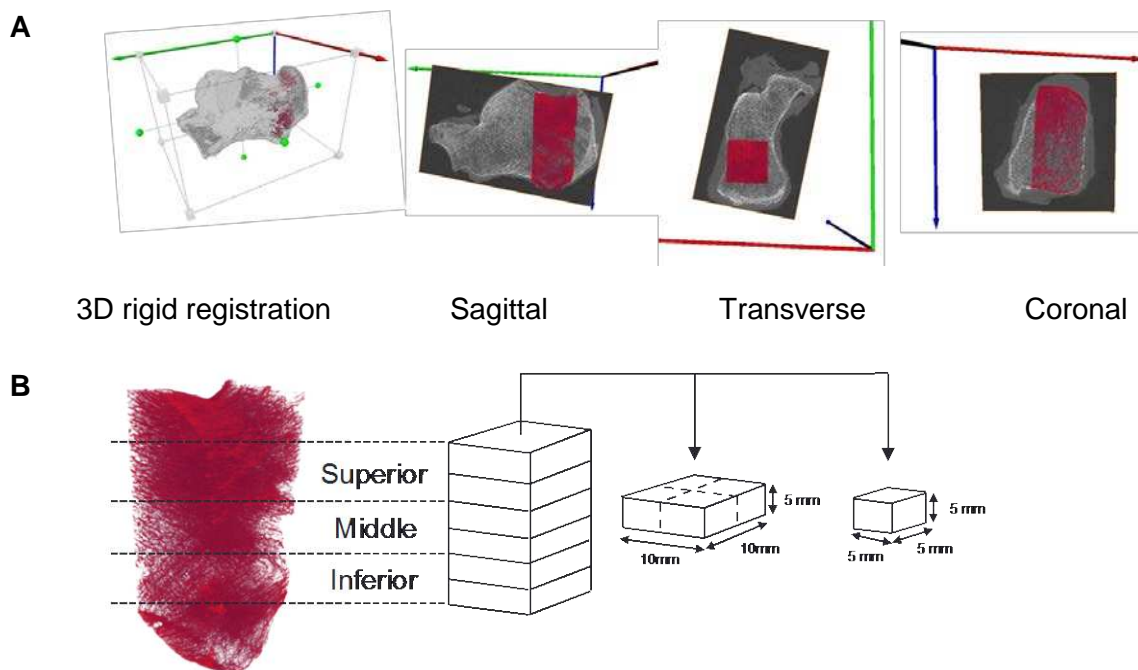 A
3D rigid registration Sagittal Transverse Coronal
B
Superior
Middle
Inferior
5 mm
10mm
10mm
5 mm
5 mm
5 mm